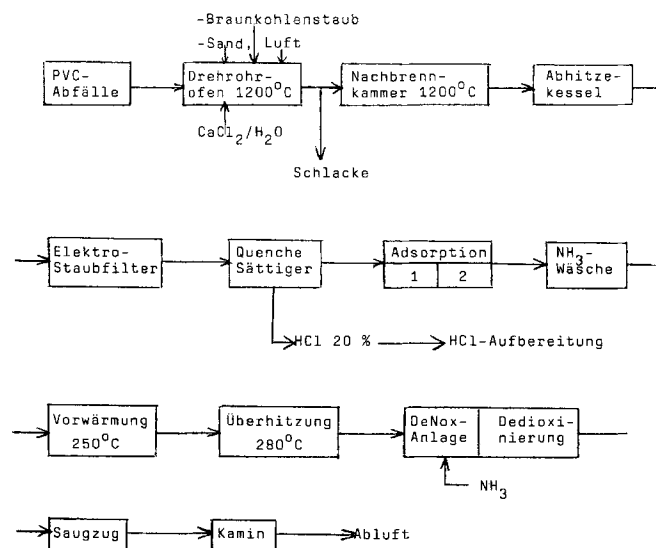 -Braunkohlenstaub
-Sand, Luft
PVC-
Abfälle
Drehrohr-
ofen 1200°C
Nachbrenn-
kammer 1200°C
Abhitze-
kessel
CaCl2/H2O
Schlacke
Elektro-
Staubfilter
Quenche
Sättiger
Adsorption
1 2
NH3-
Wäsche
HCl 20 %
HCl-Aufbereitung
Vorwärmung
250°C
Überhitzung
280°C
DeNox-
Anlage
Dedioxi-
nierung
NH3
Saugzug
Kamin
Abluft